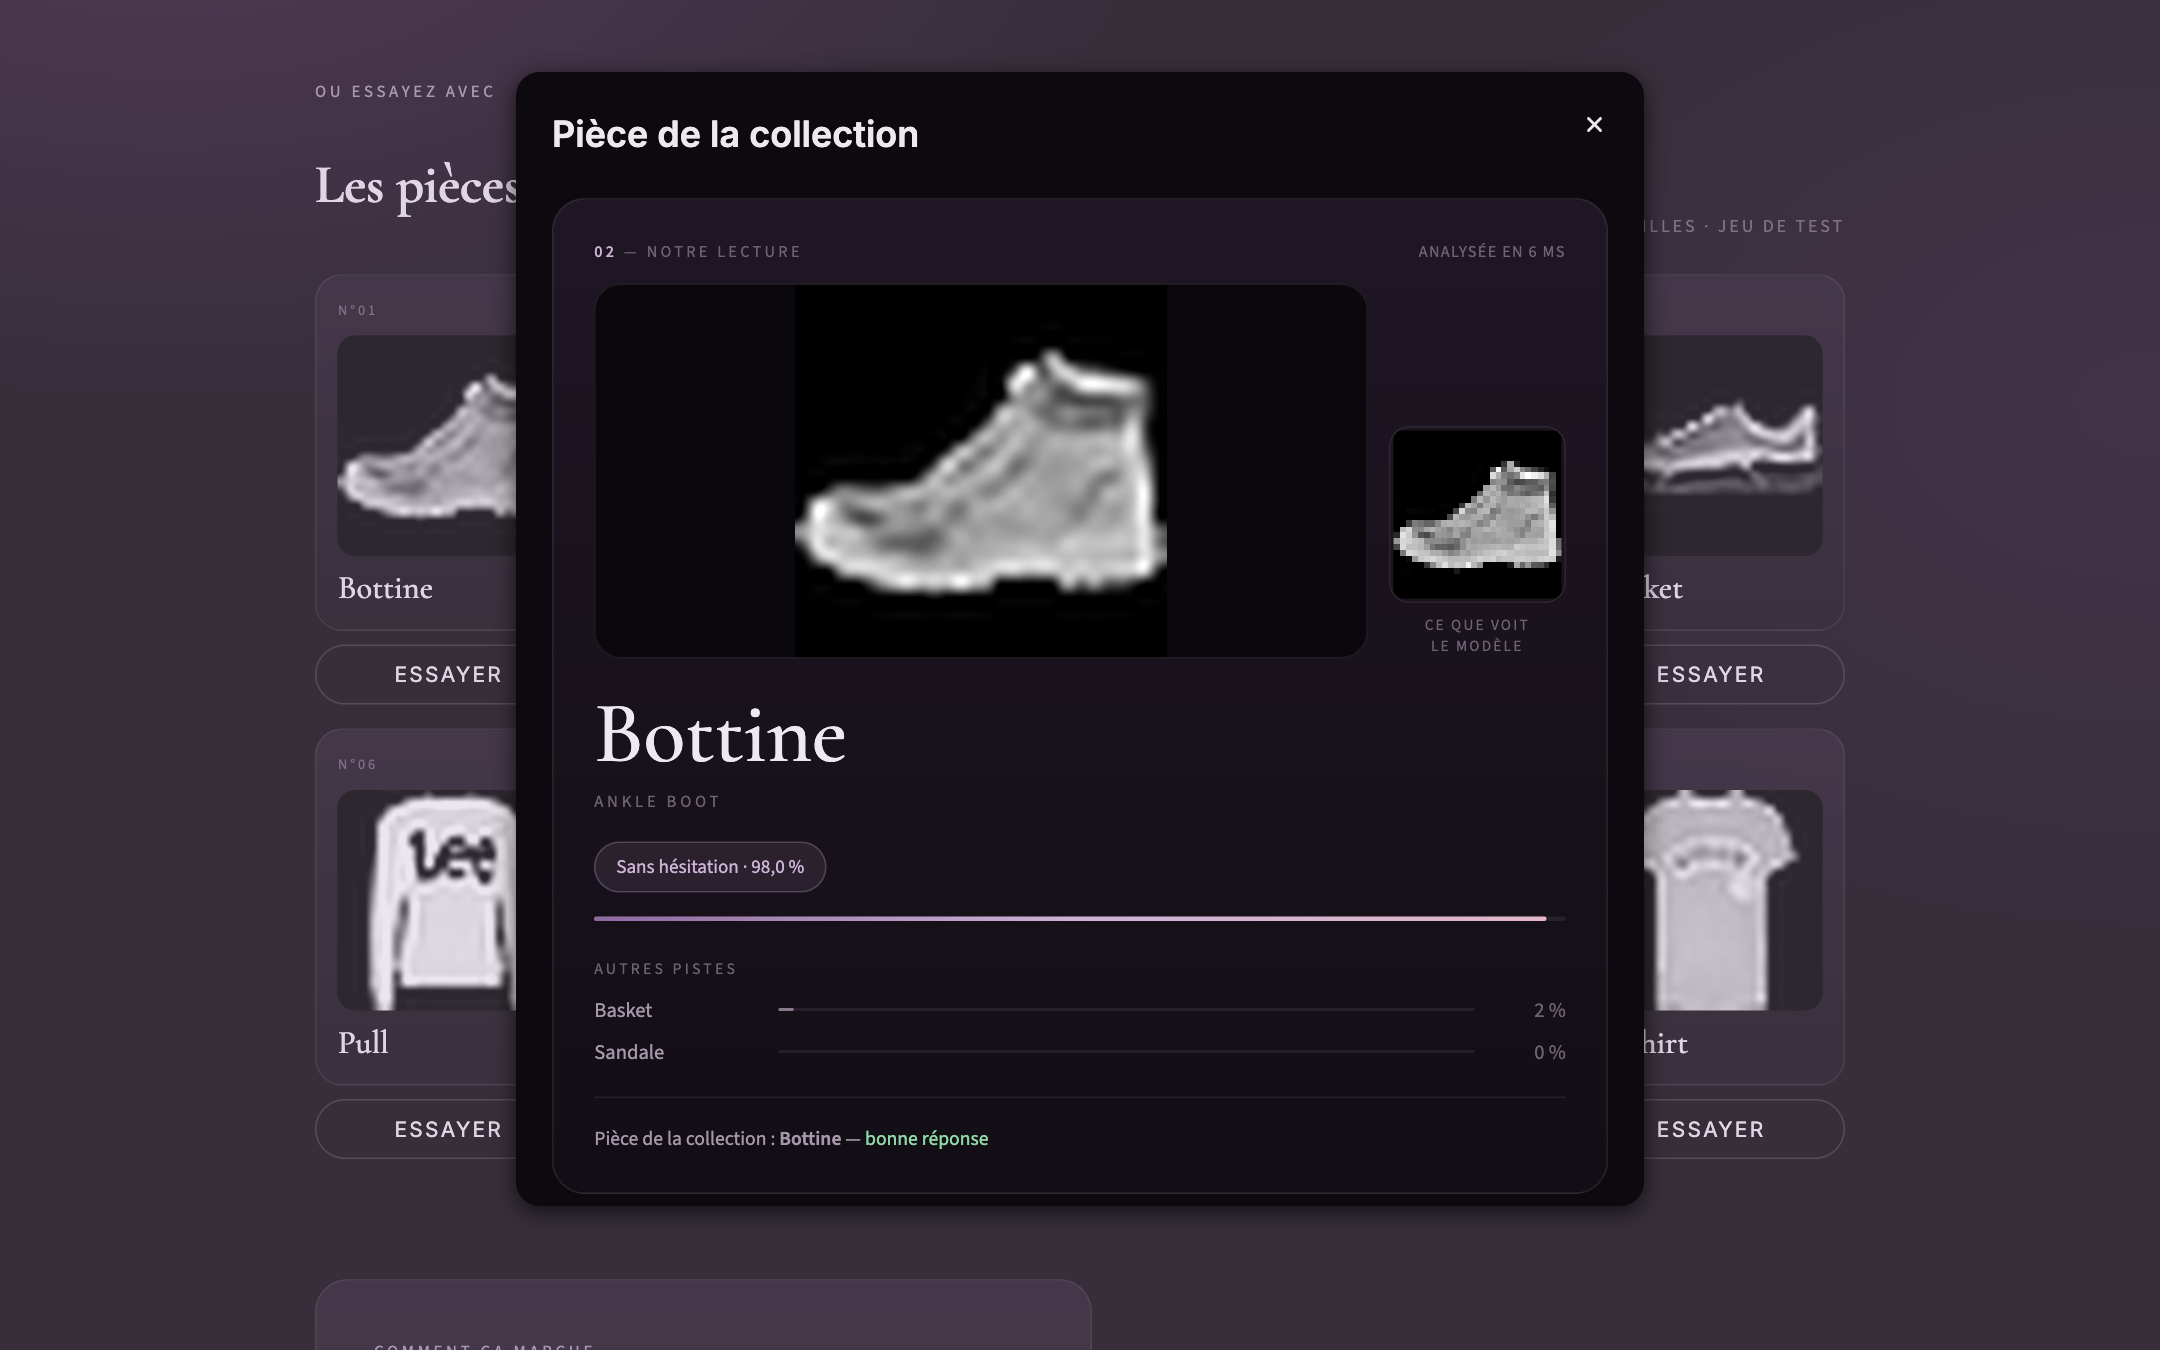 OU ESSAYEZ AVEC
Les pièces
ILLES · JEU DE TEST
N°01
Bottine
ESSAYER
N°06
Lee
Pull
ESSAYER
Pièce de la collection
02 — NOTRE LECTURE
ANALYSÉE EN 6 MS
CE QUE VOIT
LE MODÈLE
Bottine
ANKLE BOOT
Sans hésitation · 98,0 %
AUTRES PISTES
Basket 2 %
Sandale 0 %
Pièce de la collection : Bottine — bonne réponse
ket
ESSAYER
hirt
ESSAYER
COMMENT ÇA MARCHE